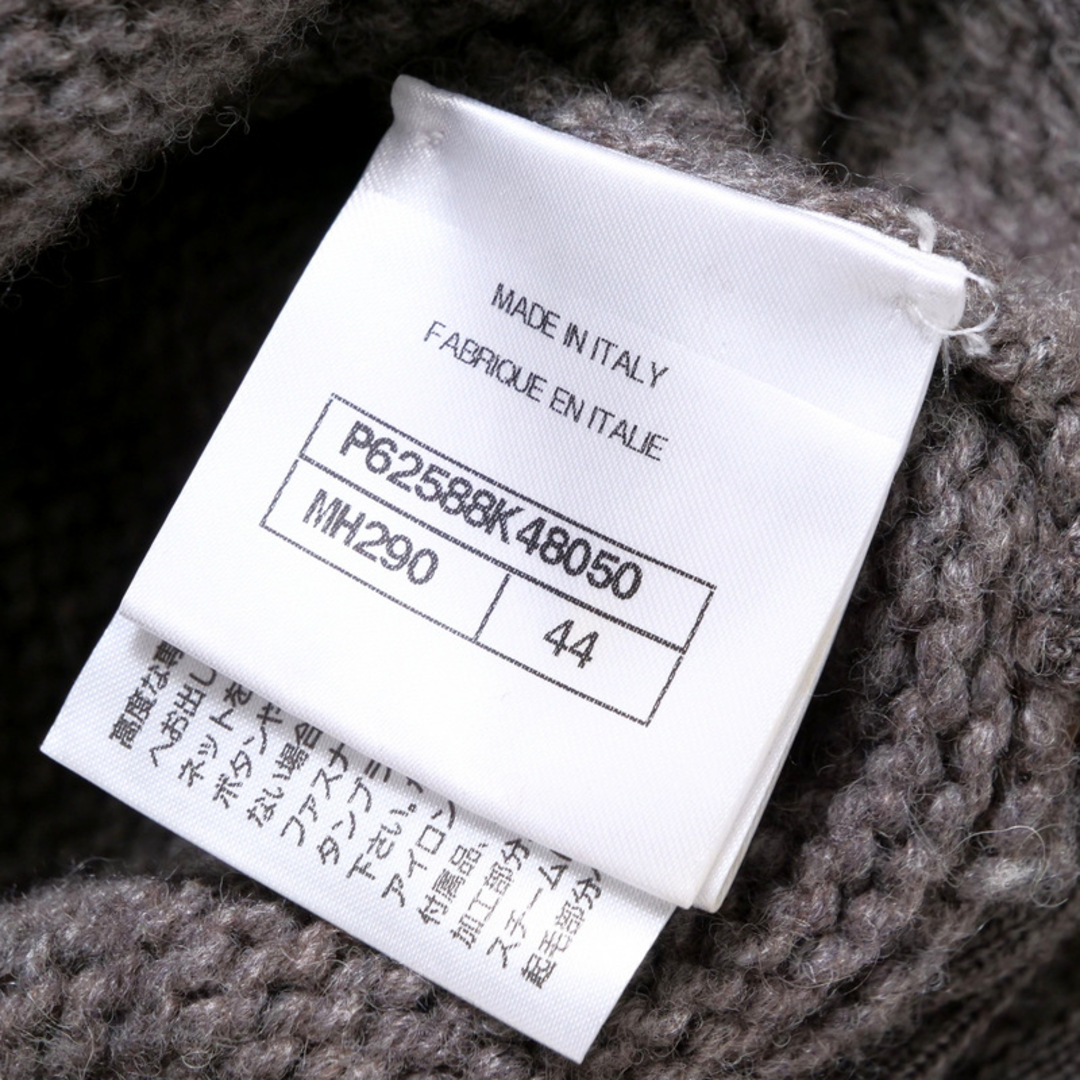 MADE IN ITALY
FABRIQUE EN ITALIE
P62588K48050
MH290
44
高度な専
へお出し
ネットを
ボタンや
ない場合
ファスナ
タンブラ
下さい。
アイロン
付属品、
加工部分
スチーム
起毛部分